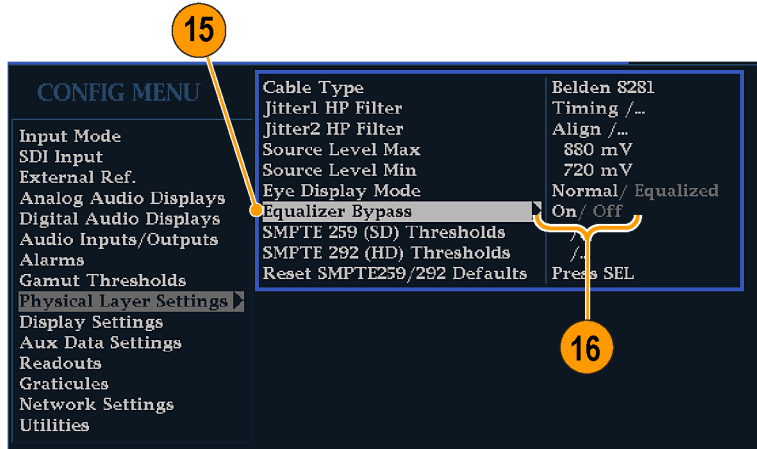 15
CONFIG MENU
Input Mode
SDI Input
External Ref.
Analog Audio Displays
Digital Audio Displays
Audio Inputs/Outputs
Alarms
Gamut Thresholds
Physical Layer Settings
Display Settings
Aux Data Settings
Readouts
Graticules
Network Settings
Utilities
Cable Type Belden 8281
Jitter1 HP Filter Timing /...
Jitter2 HP Filter Align /...
Source Level Max 880 mV
Source Level Min 720 mV
Eye Display Mode Normal/ Equalized
Equalizer Bypass On/ Off
SMPTE 259 (SD) Thresholds /...
SMPTE 292 (HD) Thresholds /...
Reset SMPTE259/292 Defaults Press SEL
16